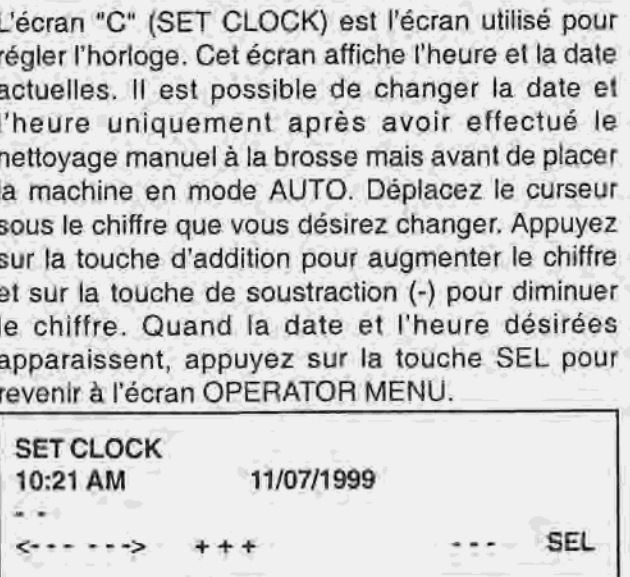 L'écran "C" (SET CLOCK) est l'écran utilisé pour
régler l'horloge. Cet écran affiche l'heure et la date
actuelles. Il est possible de changer la date et
l'heure uniquement après avoir effectué le
nettoyage manuel à la brosse mais avant de placer
la machine en mode AUTO. Déplacez le curseur
sous le chiffre que vous désirez changer. Appuyez
sur la touche d'addition pour augmenter le chiffre
et sur la touche de soustraction (-) pour diminuer
le chiffre. Quand la date et l'heure désirées
apparaissent, appuyez sur la touche SEL pour
revenir à l'écran OPERATOR MENU.
SET CLOCK
10:21 AM 11/07/1999
- -
<--- ---> + + + - - - SEL